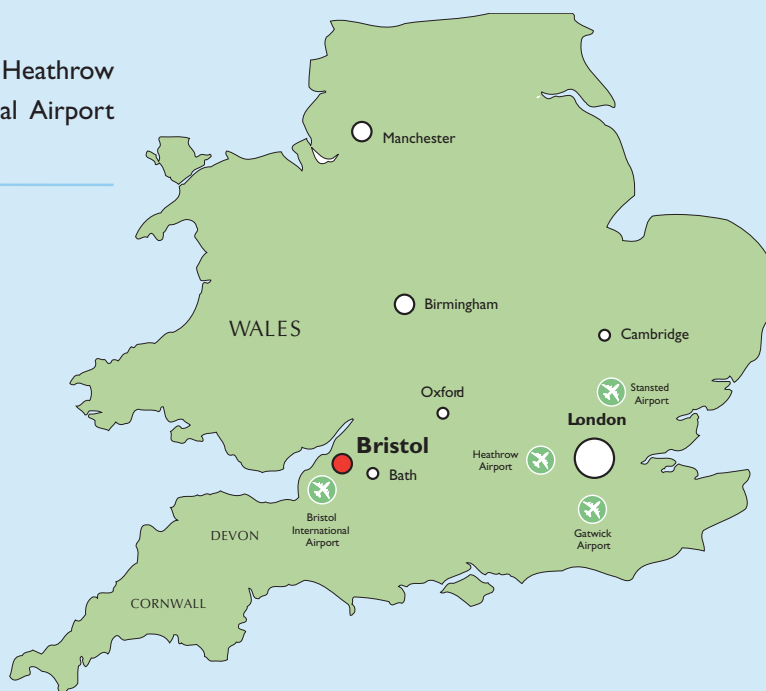 Heathrow
al Airport
Manchester
Birmingham
WALES
Cambridge
Oxford
Stansted
Airport
London
Bristol
Heathrow
Airport
Bath
Bristol
International
Airport
Gatwick
Airport
DEVON
CORNWALL